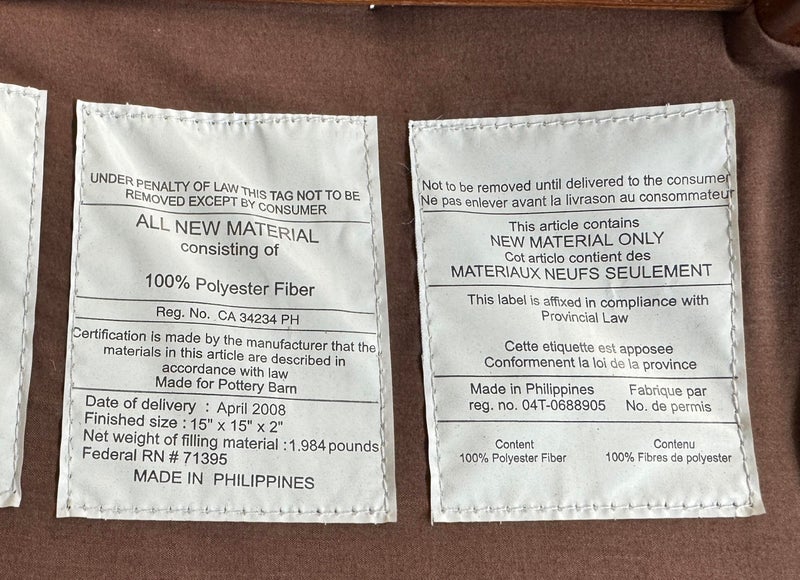 UNDER PENALTY OF LAW THIS TAG NOT TO BE
REMOVED EXCEPT BY CONSUMER
ALL NEW MATERIAL
consisting of
100% Polyester Fiber
Reg. No. CA 34234 PH
Certification is made by the manufacturer that the
materials in this article are described in
accordance with law
Made for Pottery Barn
Date of delivery : April 2008
Finished size : 15" x 15" x 2"
Net weight of filling material : 1.984 pounds
Federal RN # 71395
MADE IN PHILIPPINES
Not to be removed until delivered to the consumer
Ne pas enlever avant la livrason au consommateur
This article contains
NEW MATERIAL ONLY
Cot articlo contient des
MATERIAUX NEUFS SEULEMENT
This label is affixed in compliance with
Provincial Law
Cette etiquette est apposee
Conformenent la loi de la province
Made in Philippines Fabrique par
reg. no. 04T-0688905 No. de permis
Content Contenu
100% Polyester Fiber 100% Fibres de polyester